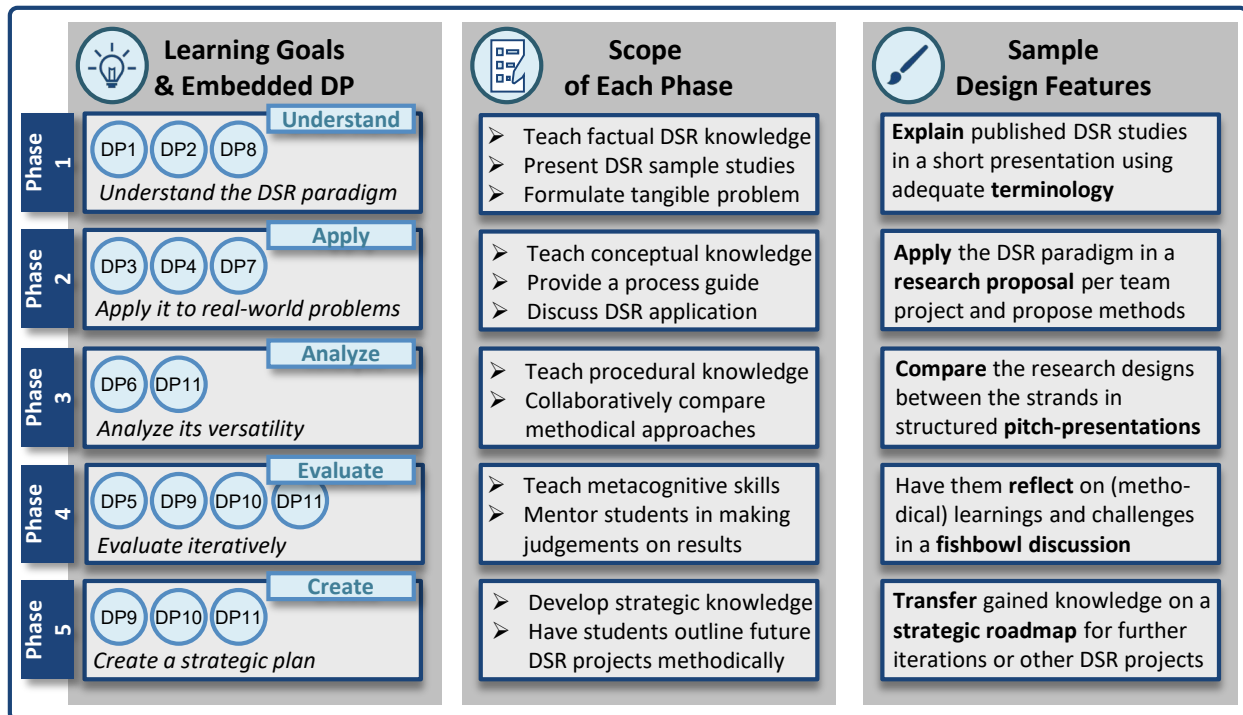 Learning Goals
& Embedded DP
Scope
of Each Phase
Sample
Design Features
Phase
1
Understand
DP1 DP2 DP8
Understand the DSR paradigm
➢ Teach factual DSR knowledge
➢ Present DSR sample studies
➢ Formulate tangible problem
Explain published DSR studies
in a short presentation using
adequate terminology
Phase
2
Apply
DP3 DP4 DP7
Apply it to real-world problems
➢ Teach conceptual knowledge
➢ Provide a process guide
➢ Discuss DSR application
Apply the DSR paradigm in a
research proposal per team
project and propose methods
Phase
3
Analyze
DP6 DP11
Analyze its versatility
➢ Teach procedural knowledge
➢ Collaboratively compare
methodical approaches
Compare the research designs
between the strands in
structured pitch-presentations
Phase
4
Evaluate
DP5 DP9 DP10 DP11
Evaluate iteratively
➢ Teach metacognitive skills
➢ Mentor students in making
judgements on results
Have them reflect on (metho-
dical) learnings and challenges
in a fishbowl discussion
Phase
5
Create
DP9 DP10 DP11
Create a strategic plan
➢ Develop strategic knowledge
➢ Have students outline future
DSR projects methodically
Transfer gained knowledge on a
strategic roadmap for further
iterations or other DSR projects